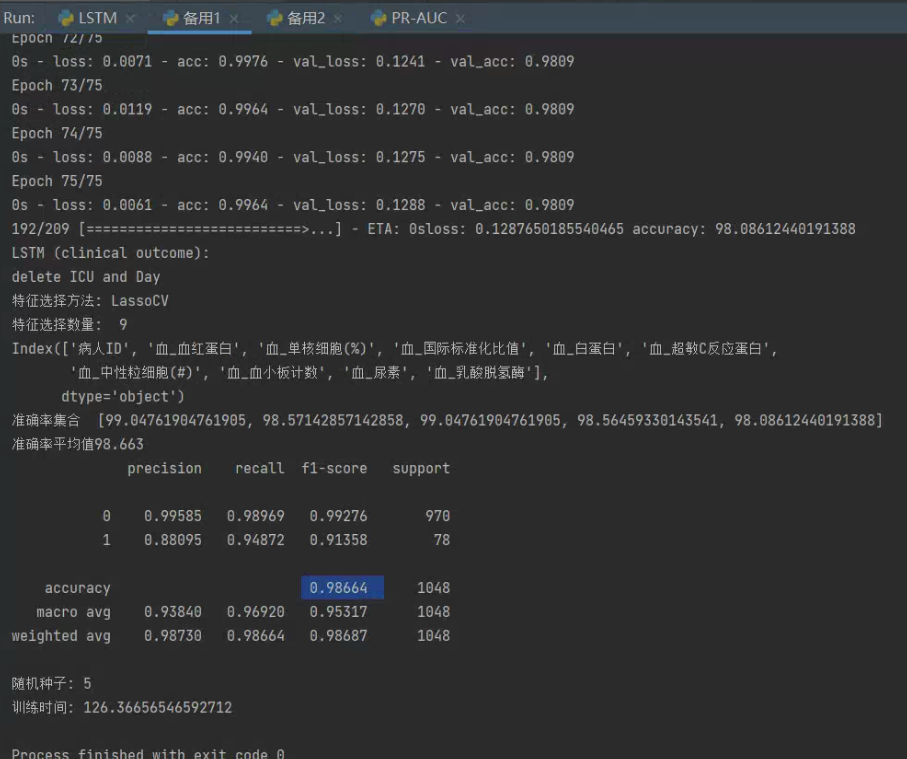 Run: LSTM × 备用1 × 备用2 × PR-AUC ×
Epoch 72/75
0s - loss: 0.0071 - acc: 0.9976 - val_loss: 0.1241 - val_acc: 0.9809
Epoch 73/75
0s - loss: 0.0119 - acc: 0.9964 - val_loss: 0.1270 - val_acc: 0.9809
Epoch 74/75
0s - loss: 0.0088 - acc: 0.9940 - val_loss: 0.1275 - val_acc: 0.9809
Epoch 75/75
0s - loss: 0.0061 - acc: 0.9964 - val_loss: 0.1288 - val_acc: 0.9809
192/209 [==========================>...] - ETA: 0sloss: 0.1287650185540465 accuracy: 98.08612440191388
LSTM (clinical outcome):
delete ICU and Day
特征选择方法: LassoCV
特征选择数量:  9
Index(['病人ID', '血_血红蛋白', '血_单核细胞(%)', '血_国际标准化比值', '血_白蛋白', '血_超敏C反应蛋白',
'血_中性粒细胞(#)', '血_血小板计数', '血_尿素', '血_乳酸脱氢酶'],
dtype='object')
准确率集合  [99.04761904761905, 98.57142857142858, 99.04761904761905, 98.56459330143541, 98.08612440191388]
准确率平均值98.663
precision recall f1-score support
0 0.99585 0.98969 0.99276 970
1 0.88095 0.94872 0.91358 78
accuracy 0.98664 1048
macro avg 0.93840 0.96920 0.95317 1048
weighted avg 0.98730 0.98664 0.98687 1048
随机种子: 5
训练时间: 126.36656546592712
Process finished with exit code 0